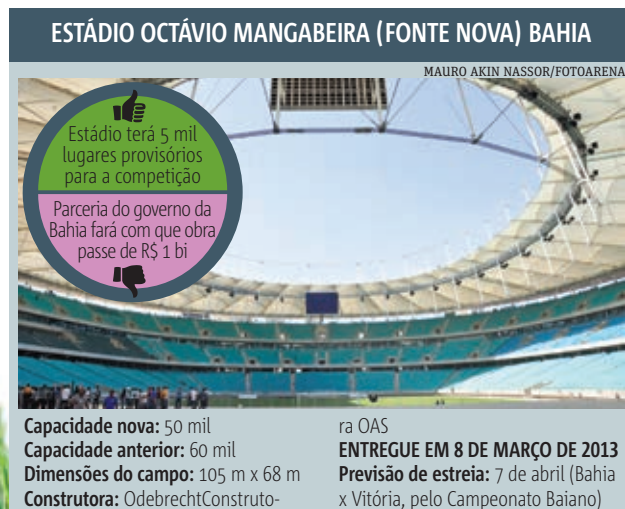 ESTÁDIO OCTÁVIO MANGABEIRA (FONTE NOVA) BAHIA
MAURO AKIN NASSOR/FOTOARENA
Estádio terá 5 mil
lugares provisórios
para a competição
Parceria do governo da
Bahia fará com que obra
passe de R$ 1 bi
Capacidade nova: 50 mil
Capacidade anterior: 60 mil
Dimensões do campo: 105 m x 68 m
Construtora: OdebrechtConstruto-
ra OAS
ENTREGUE EM 8 DE MARÇO DE 2013
Previsão de estreia: 7 de abril (Bahia
x Vitória, pelo Campeonato Baiano)